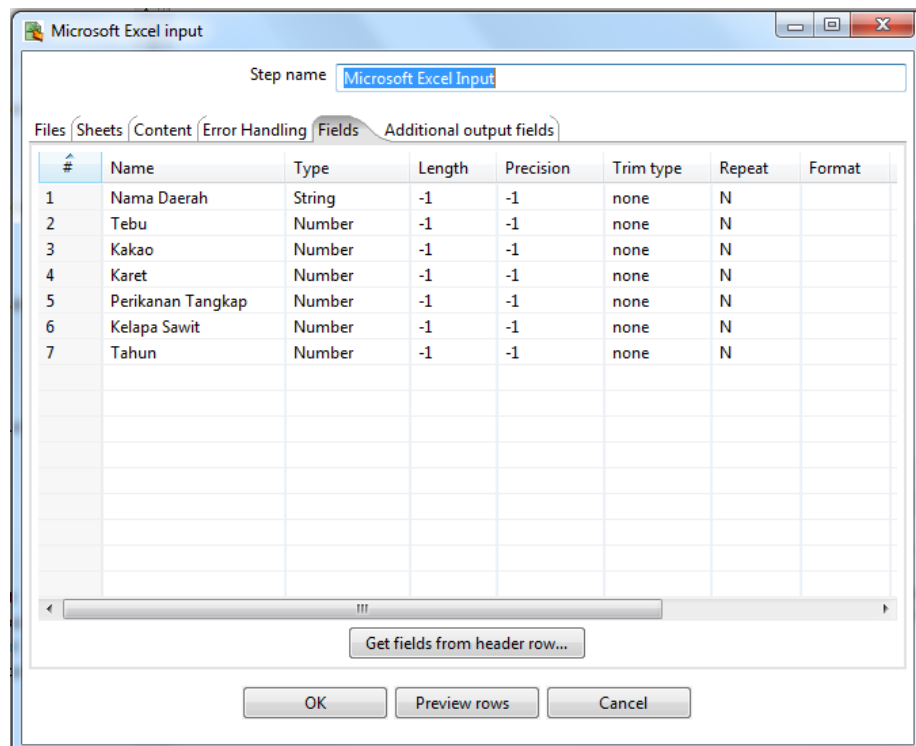 Microsoft Excel input
Step name Microsoft Excel Input
Files Sheets Content Error Handling Fields Additional output fields
# Name Type Length Precision Trim type Repeat Format
1 Nama Daerah String -1 -1 none N
2 Tebu Number -1 -1 none N
3 Kakao Number -1 -1 none N
4 Karet Number -1 -1 none N
5 Perikanan Tangkap Number -1 -1 none N
6 Kelapa Sawit Number -1 -1 none N
7 Tahun Number -1 -1 none N
Get fields from header row...
OK Preview rows Cancel